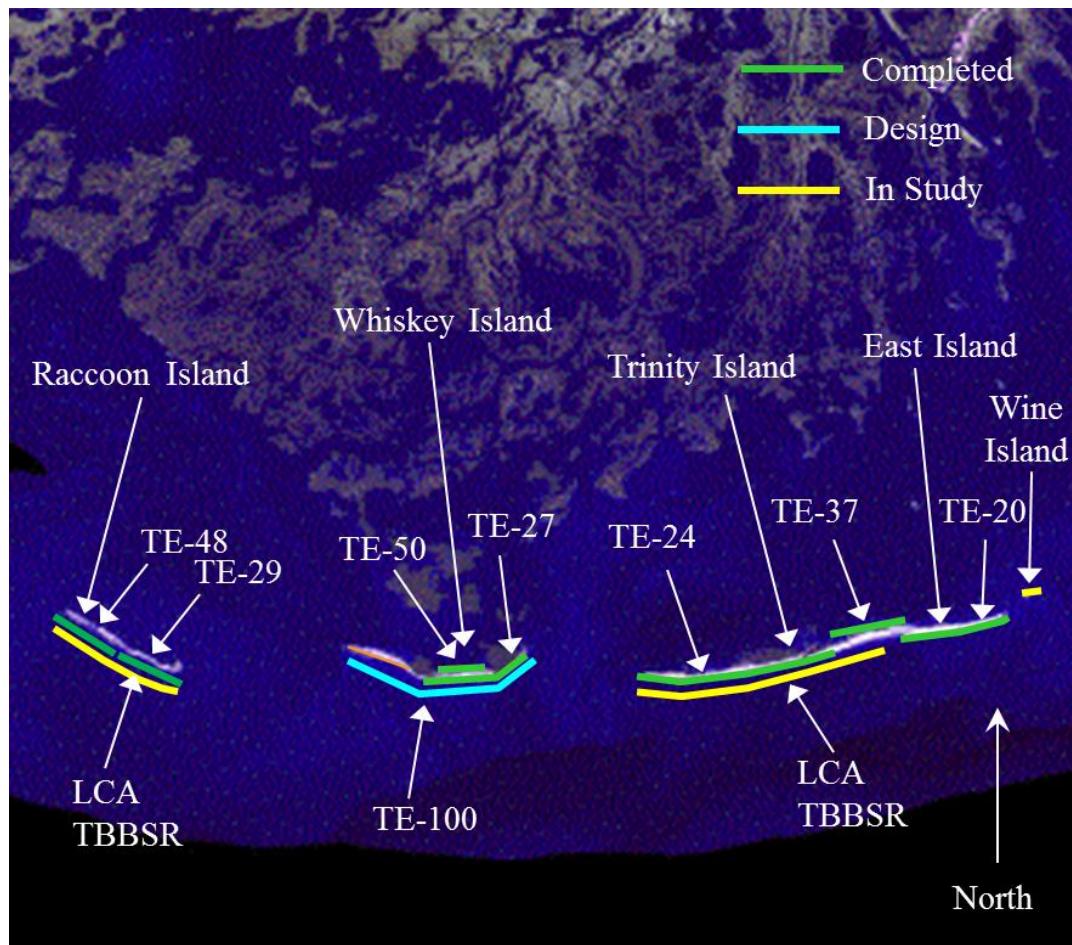 Completed
Design
In Study
Whiskey Island
Raccoon Island
Trinity Island
East Island
Wine
Island
TE-48
TE-29
TE-50
TE-27
TE-24
TE-37
TE-20
LCA
TBBSR
TE-100
LCA
TBBSR
North